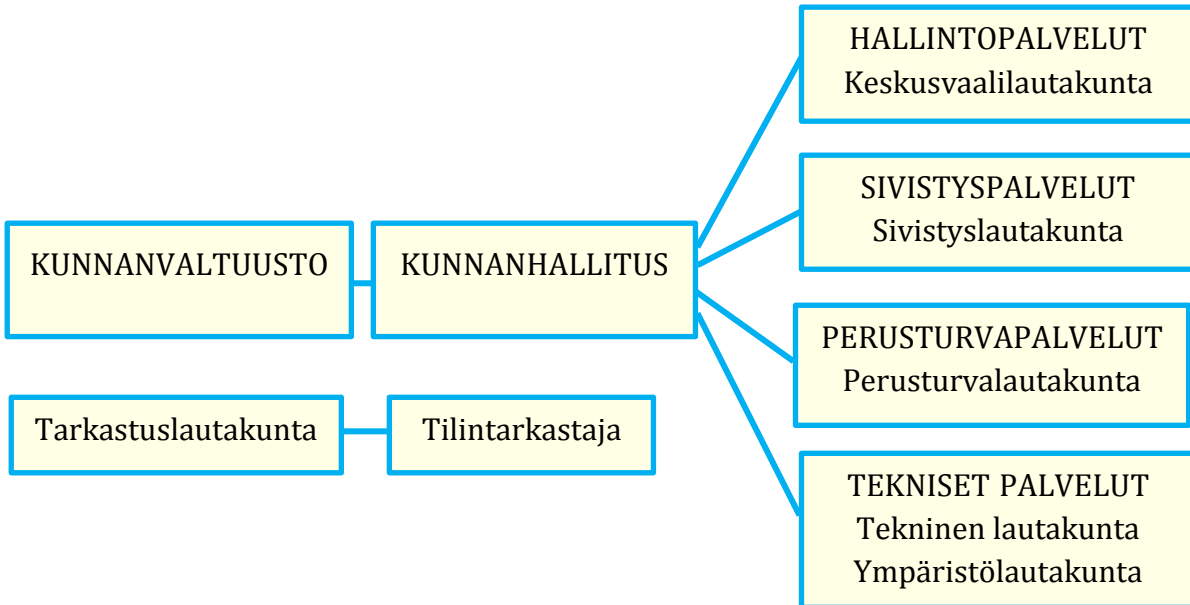 HALLINTOPALVELUT
Keskusvaalilautakunta
SIVISTYSPALVELUT
Sivistyslautakunta
KUNNANVALTUUSTO
KUNNANHALLITUS
PERUSTURVAPALVELUT
Perusturvalautakunta
Tarkastuslautakunta
Tilintarkastaja
TEKNISET PALVELUT
Tekninen lautakunta
Ympäristölautakunta